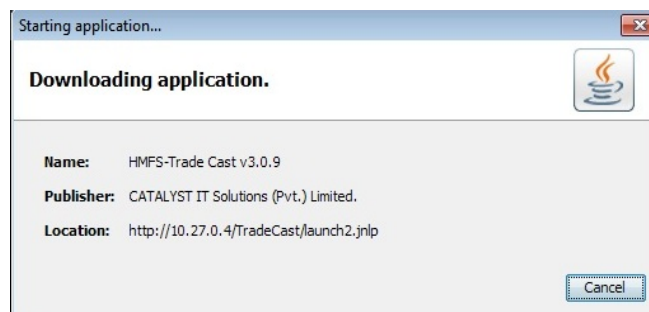 Starting application...
Downloading application.
Name: HMFS-Trade Cast v3.0.9
Publisher: CATALYST IT Solutions (Pvt.) Limited.
Location: http://10.27.0.4/TradeCast/launch2.jnlp
Cancel